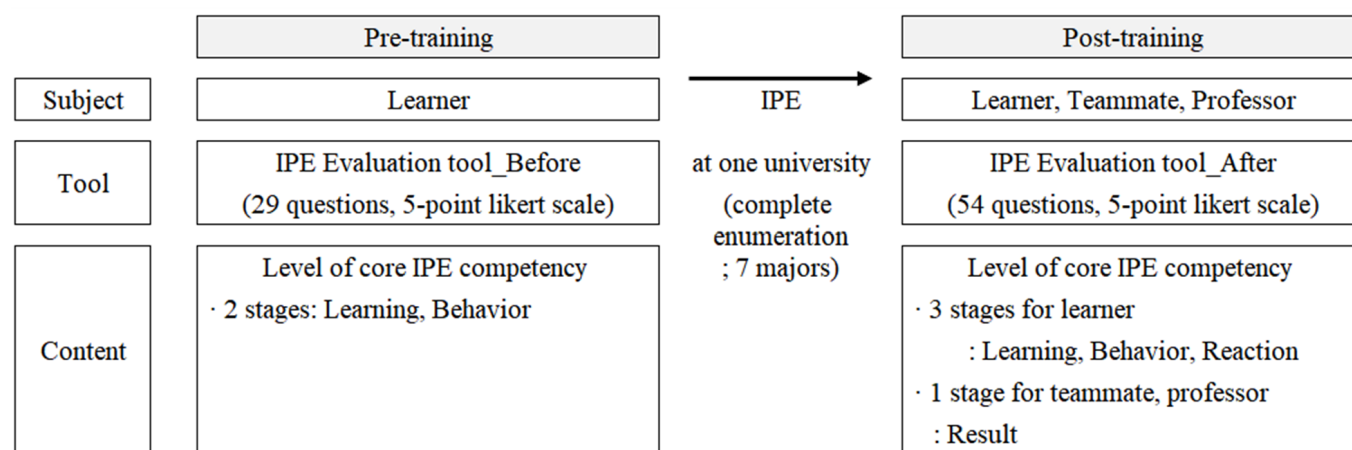 Pre-training
Post-training
Subject
Learner
IPE
Learner, Teammate, Professor
Tool
IPE Evaluation tool_Before
(29 questions, 5-point likert scale)
at one university
(complete
enumeration
; 7 majors)
IPE Evaluation tool_After
(54 questions, 5-point likert scale)
Content
Level of core IPE competency
· 2 stages: Learning, Behavior
Level of core IPE competency
· 3 stages for learner
: Learning, Behavior, Reaction
· 1 stage for teammate, professor
: Result